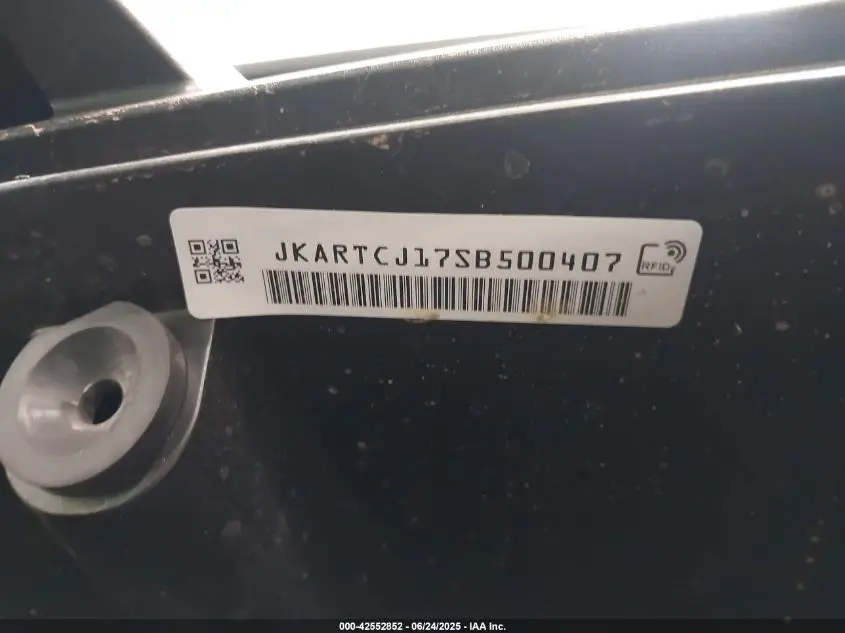 JKARTCJ17SB500407
RFID
000-42552852 - 06/24/2025 - IAA Inc.